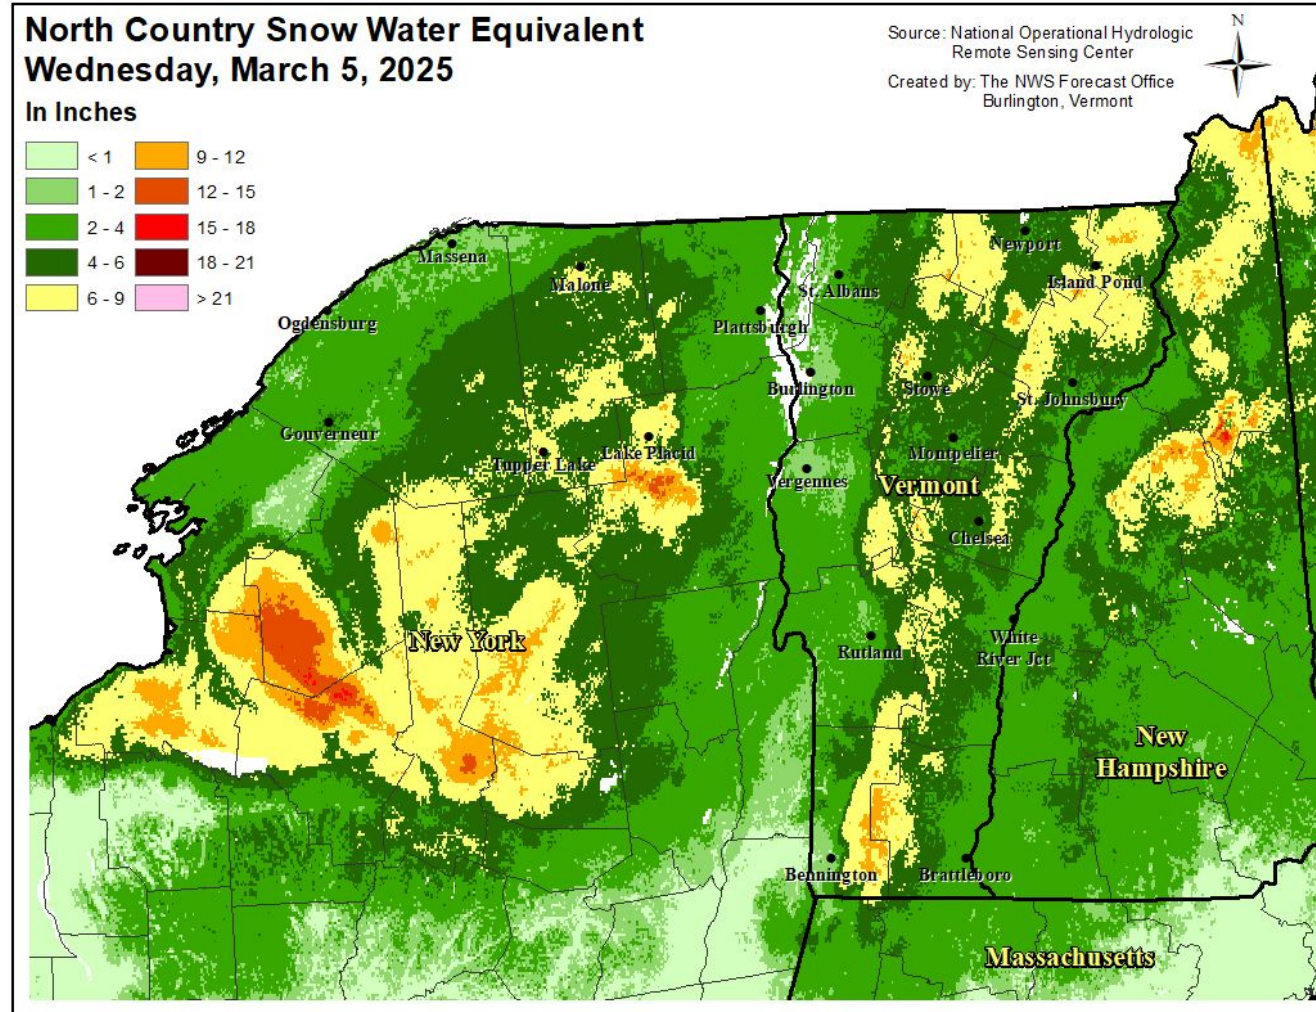 North Country Snow Water Equivalent
Wednesday, March 5, 2025
In Inches
Source: National Operational Hydrologic
Remote Sensing Center
Created by: The NWS Forecast Office
Burlington, Vermont
N
< 1
9 - 12
1 - 2
12 - 15
2 - 4
15 - 18
4 - 6
18 - 21
6 - 9
> 21
Massena
Newport
Malone
St. Albans
Island Pond
Ogdensburg
Plattsburgh
Burlington
Stowe
St. Johnsbury
Gouverneur
Tupper Lake
Lake Placid
Montpelier
Vergennes
Vermont
Chelsea
New York
Rutland
White
River Jct
New
Hampshire
Bennington
Brattleboro
Massachusetts